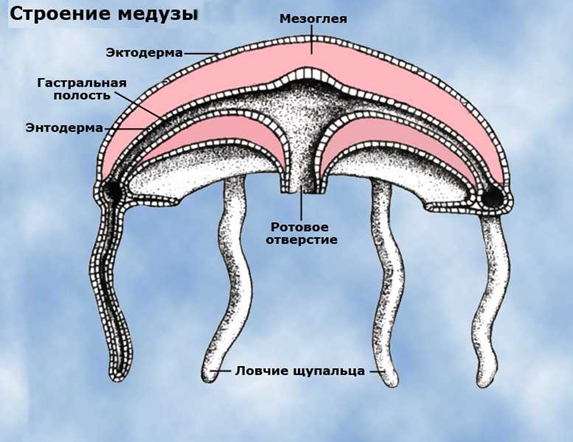 Строение медузы
Мезоглея
Эктодерма
Гастральная
полость
Энтодерма
Ротовое
отверстие
Ловчие щупальца